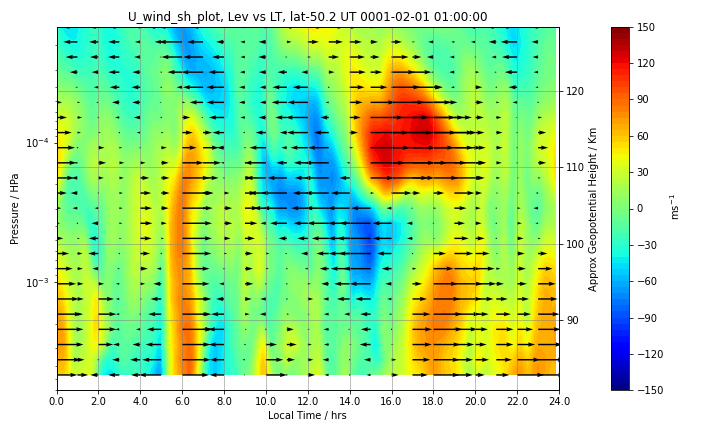 U_wind_sh_plot, Lev vs LT, lat-50.2 UT 0001-02-01 01:00:00
Pressure / HPa
10⁻⁴
10⁻³
0.0 2.0 4.0 6.0 8.0 10.0 12.0 14.0 16.0 18.0 20.0 22.0 24.0
Local Time / hrs
120
110
100
90
Approx Geopotential Height / Km
150
120
90
60
30
0
−30
−60
−90
−120
−150
ms⁻¹